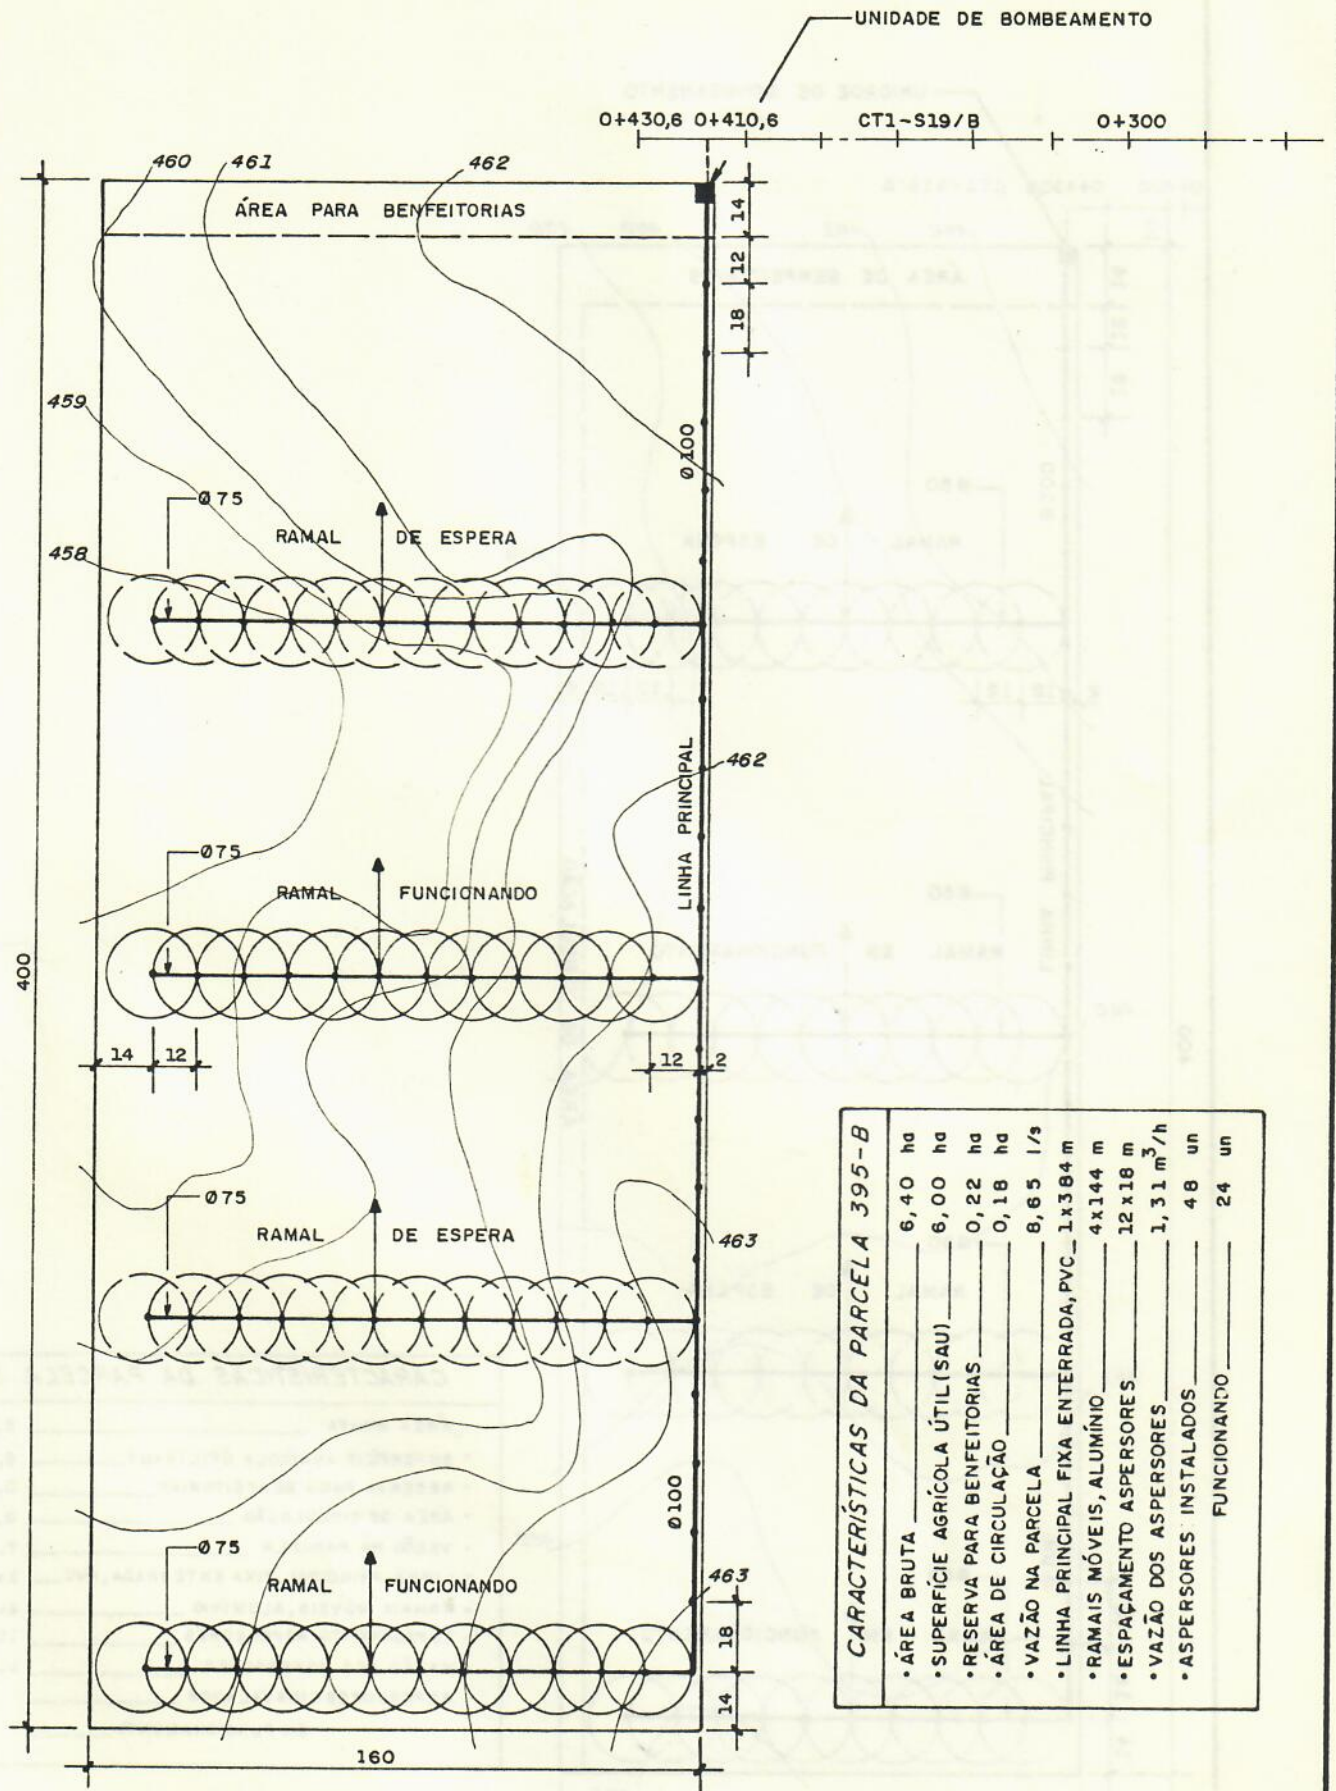 UNIDADE DE BOMBEAMENTO
0+430,6 0+410,6 CT1-S19/B 0+300
460 461 462
ÁREA PARA BENFEITORIAS
14
12
18
459
Ø100
Ø75
RAMAL DE ESPERA
458
LINHA PRINCIPAL
462
Ø75
RAMAL FUNCIONANDO
400
14 12 12 2
Ø75
RAMAL DE ESPERA
463
Ø100
Ø75
RAMAL FUNCIONANDO
463
18
14
160
CARACTERÍSTICAS DA PARCELA 395-B
• ÁREA BRUTA 6,40 ha
• SUPERFÍCIE AGRÍCOLA ÚTIL(SAU) 6,00 ha
• RESERVA PARA BENFEITORIAS 0,22 ha
• ÁREA DE CIRCULAÇÃO 0,18 ha
• VAZÃO NA PARCELA 8,65 l/s
• LINHA PRINCIPAL FIXA ENTERRADA,PVC 1x384 m
• RAMAIS MÓVEIS, ALUMÍNIO 4x144 m
• ESPAÇAMENTO ASPERSORES 12x18 m
• VAZÃO DOS ASPERSORES 1,31 m³/h
• ASPERSORES INSTALADOS 48 un
FUNCIONANDO 24 un